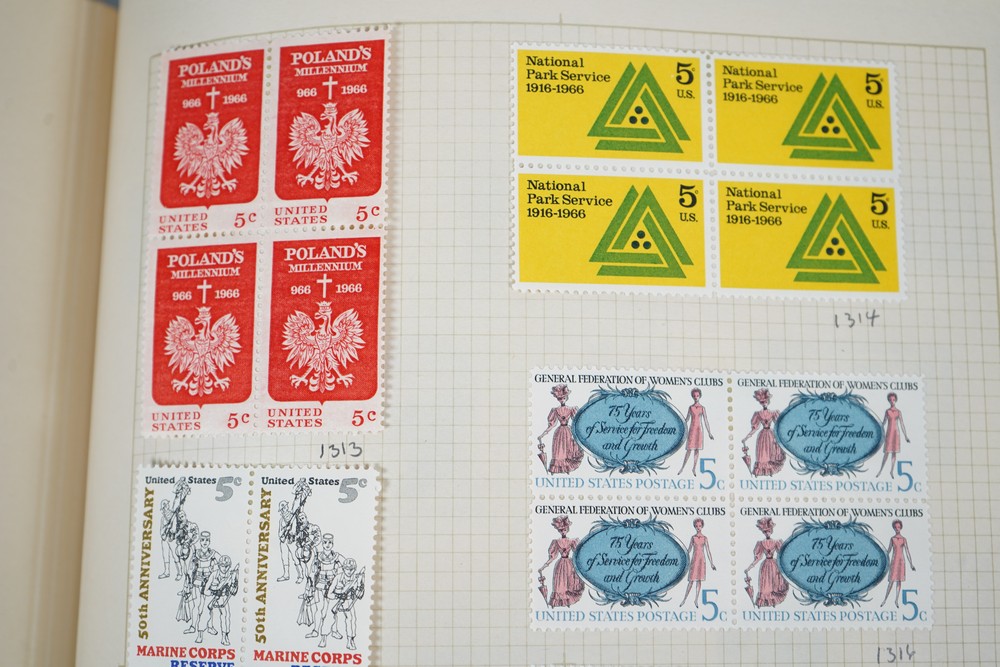 POLAND'S
MILLENNIUM
966 1966
UNITED
STATES 5c
POLAND'S
MILLENNIUM
966 1966
UNITED
STATES 5c
POLAND'S
MILLENNIUM
966 1966
UNITED
STATES 5c
POLAND'S
MILLENNIUM
966 1966
UNITED
STATES 5c
1313
National
Park Service
1916-1966
5c
U.S.
National
Park Service
1916-1966
5c
U.S.
National
Park Service
1916-1966
5c
U.S.
National
Park Service
1916-1966
5c
U.S.
1314
GENERAL FEDERATION OF WOMEN'S CLUBS
75 Years
of Service for Freedom
and Growth
UNITED STATES POSTAGE 5c
GENERAL FEDERATION OF WOMEN'S CLUBS
75 Years
of Service for Freedom
and Growth
UNITED STATES POSTAGE 5c
GENERAL FEDERATION OF WOMEN'S CLUBS
75 Years
of Service for Freedom
and Growth
UNITED STATES POSTAGE 5c
GENERAL FEDERATION OF WOMEN'S CLUBS
75 Years
of Service for Freedom
and Growth
UNITED STATES POSTAGE 5c
United States 5c
50th ANNIVERSARY
MARINE CORPS
RESERVE
United States 5c
50th ANNIVERSARY
MARINE CORPS